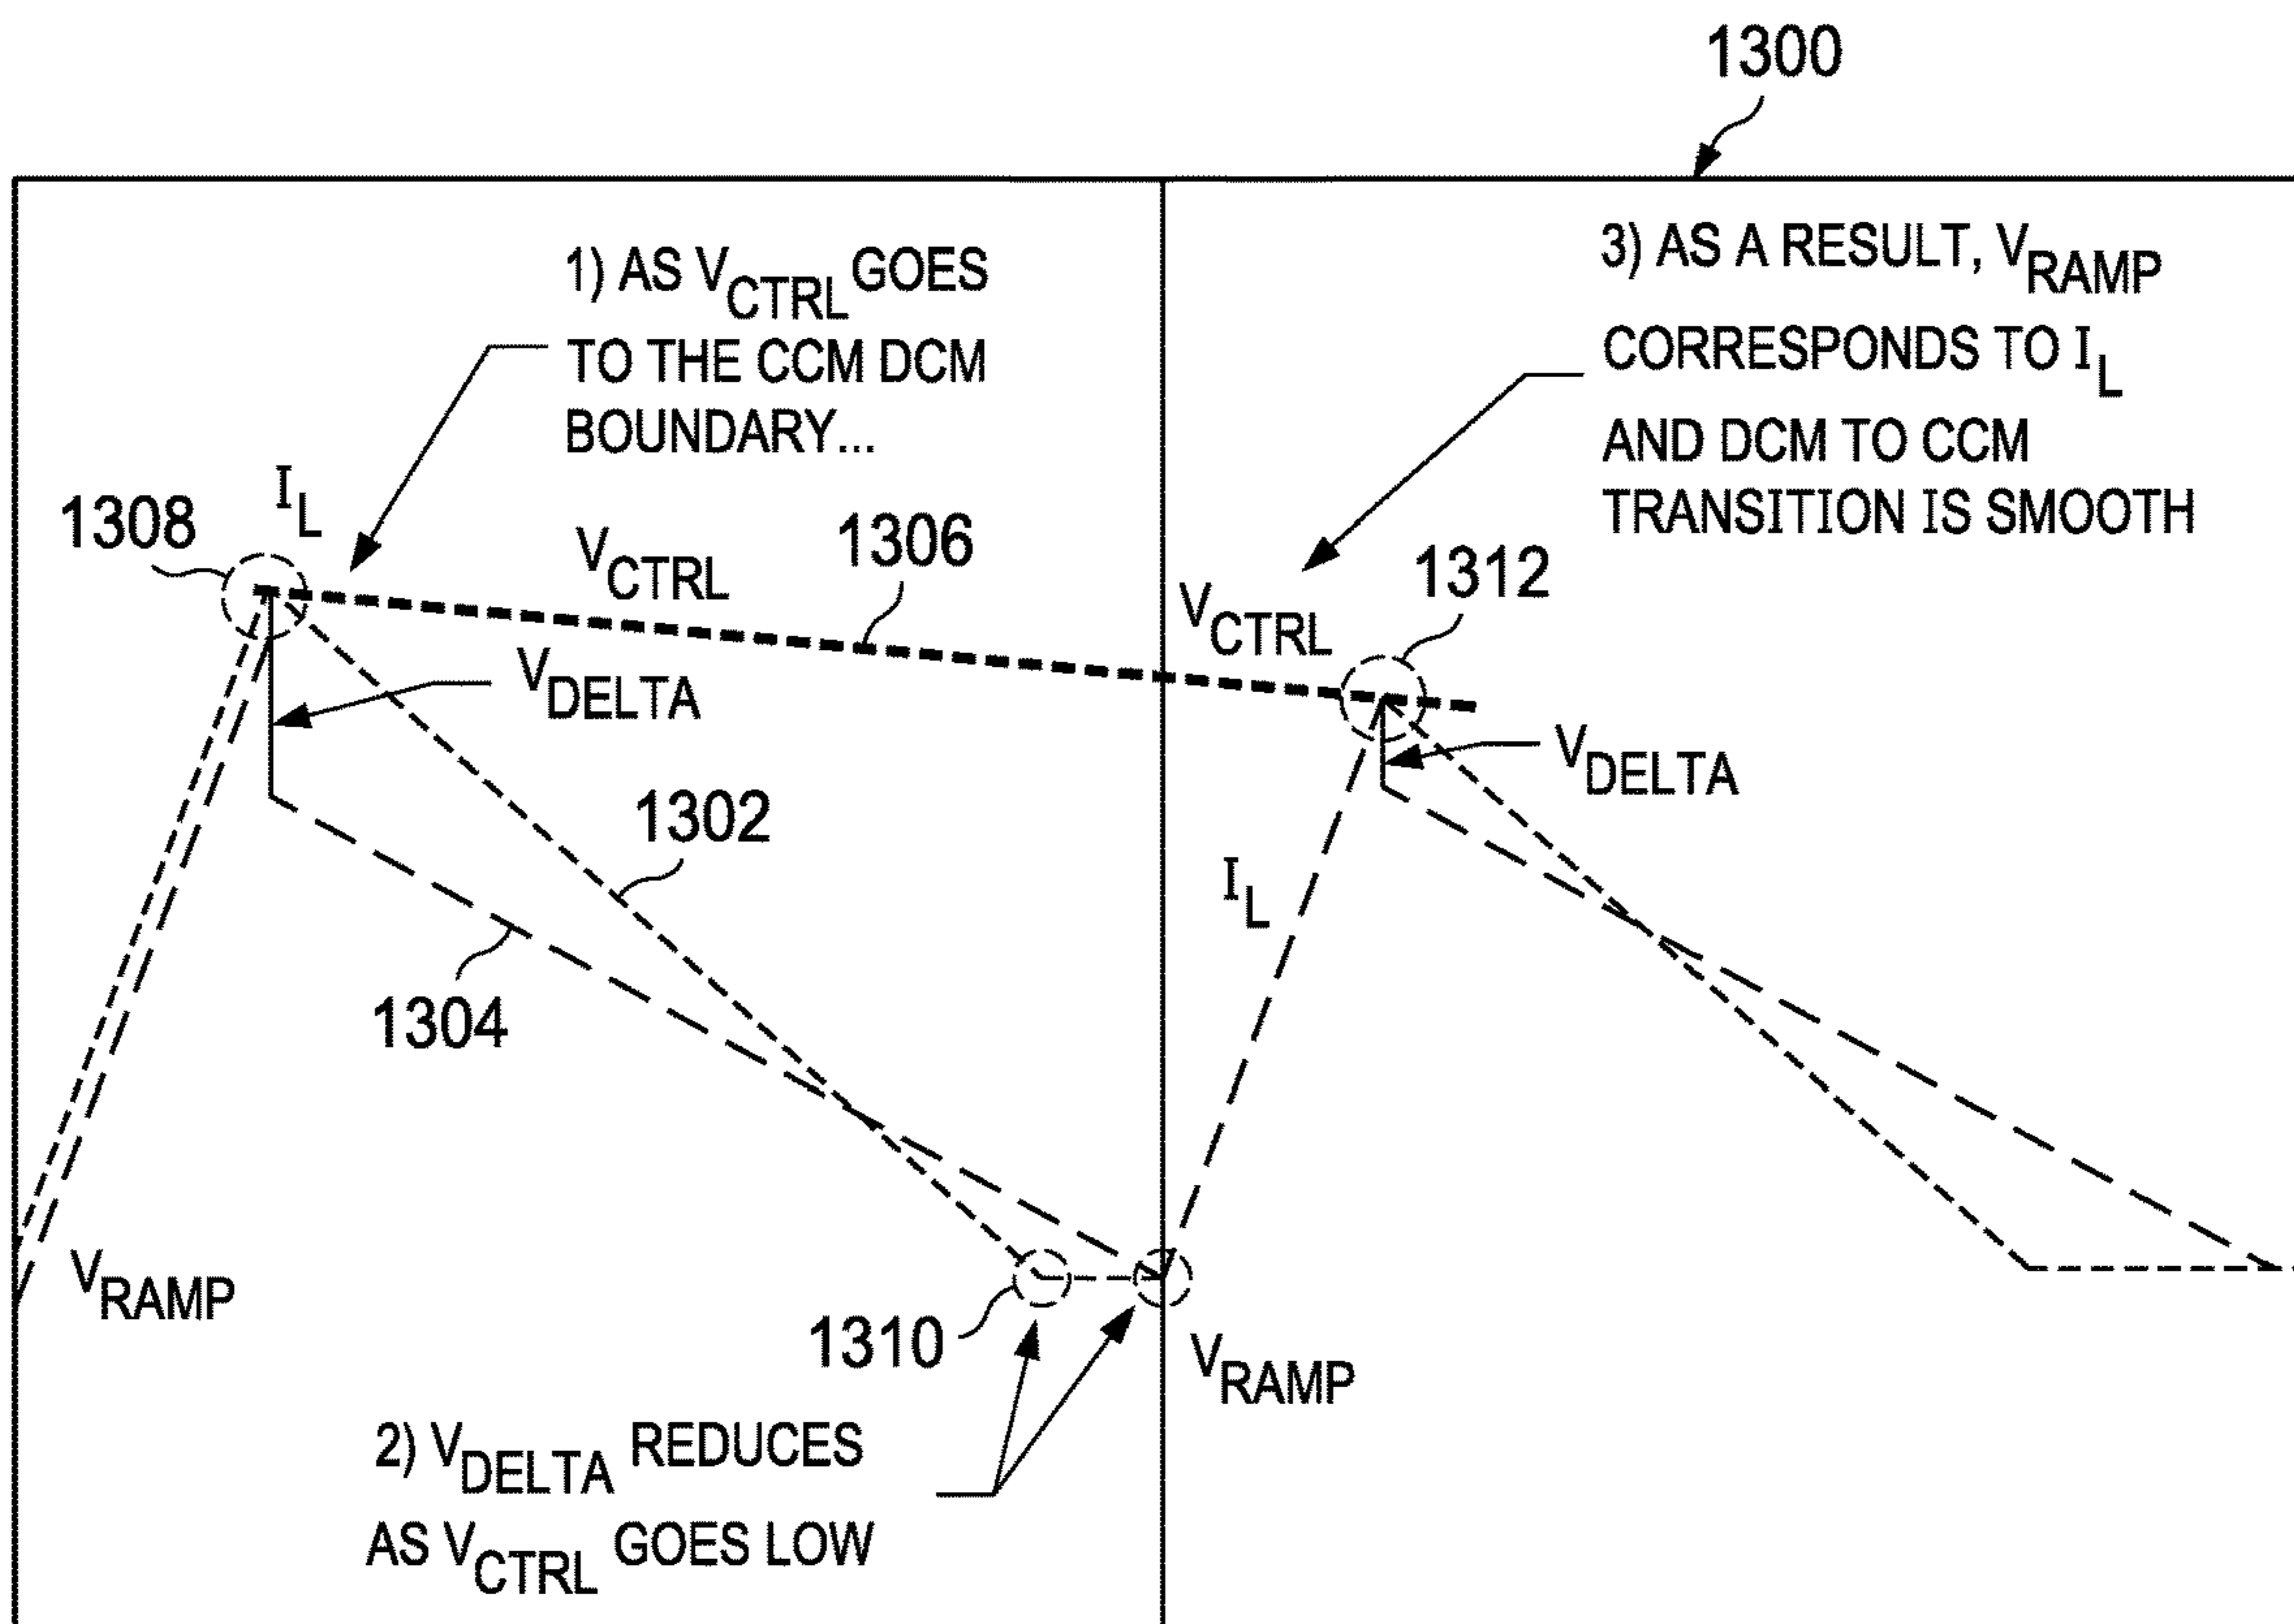 1300
1) AS VCTRL GOES
TO THE CCM DCM
BOUNDARY...
3) AS A RESULT, VRAMP
CORRESPONDS TO IL
AND DCM TO CCM
TRANSITION IS SMOOTH
1308
IL
VCTRL
1306
VCTRL
1312
VDELTA
VDELTA
1302
IL
1304
VRAMP
1310
VRAMP
2) VDELTA REDUCES
AS VCTRL GOES LOW